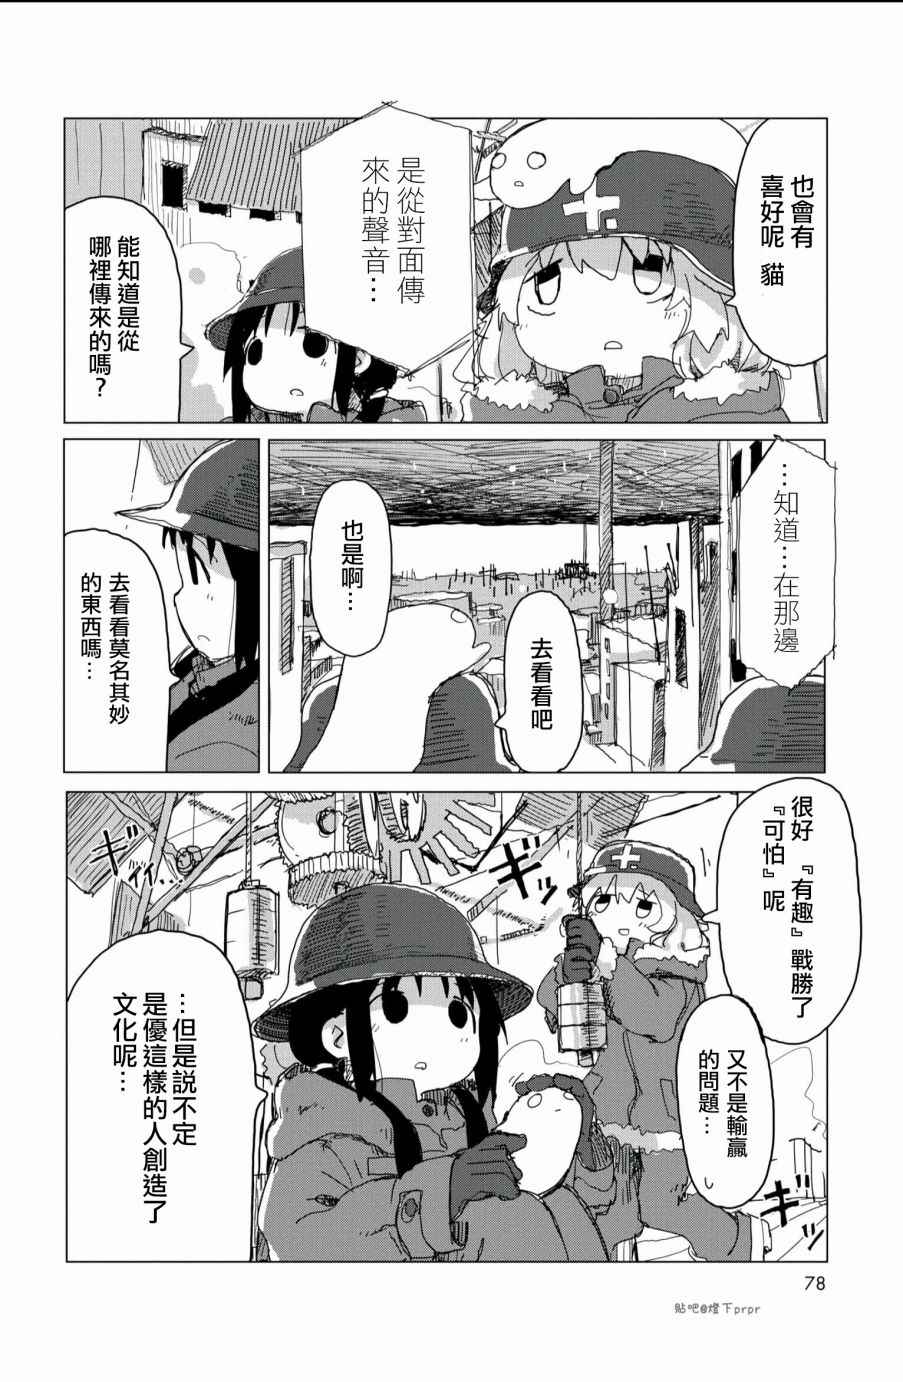 也會有
喜好呢 貓
是從對面傳
來的聲音…
能知道是從
哪裡傳來的嗎?
…知道…在那邊
去看看吧
也是啊…
去看看莫名其妙
的東西嗎…
很好 『有趣』戰勝了
『可怕』呢
又不是輸贏
的問題…
ギッ
ギィィ…
ギッ
…但是説不定
是優這樣的人創造了
文化呢…
78
貼吧@燈下prpr